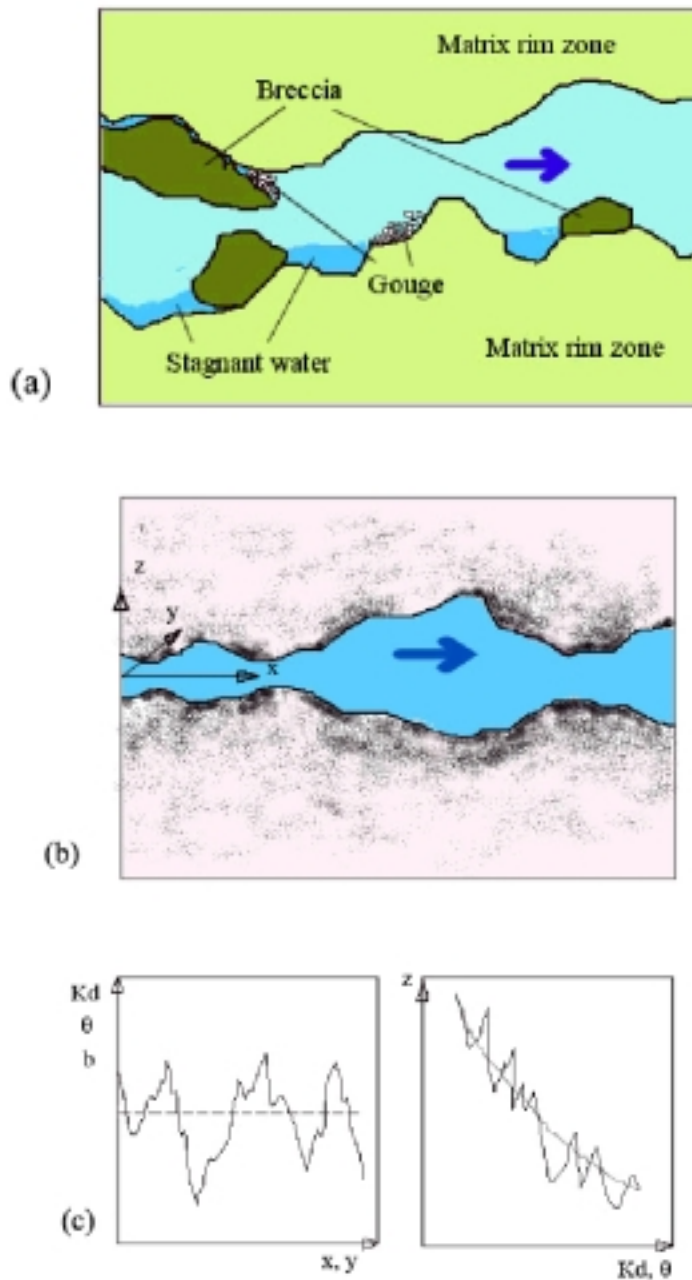 Matrix rim zone
Breccia
Gouge
Stagnant water
Matrix rim zone
(a)
z
y
x
(b)
Kd
θ
b
x, y
z
Kd, θ
(c)